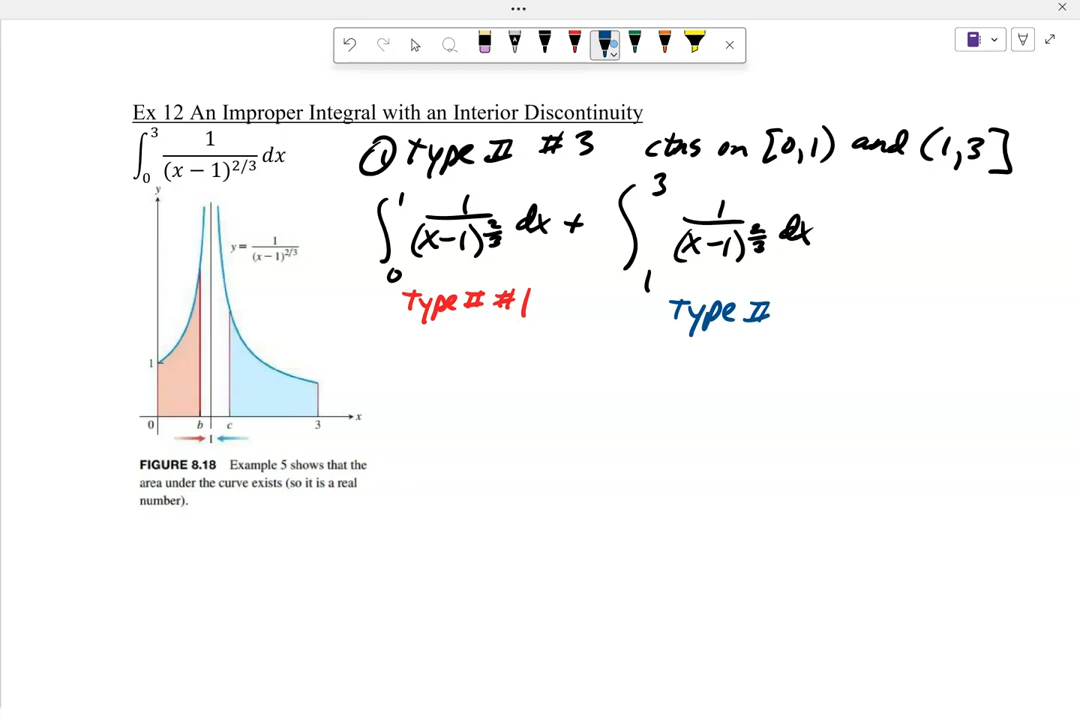 Ex 12 An Improper Integral with an Interior Discontinuity
∫₀³ 1/(x − 1)^{2/3} dx
① Type II #3 ctns on [0,1) and (1,3]
∫₀¹ 1/(x-1)^{2/3} dx + ∫₁³ 1/(x-1)^{2/3} dx
Type II #1 Type II
y
y = 1/(x − 1)^{2/3}
1
0 b c 3 x
1
FIGURE 8.18 Example 5 shows that the
area under the curve exists (so it is a real
number).